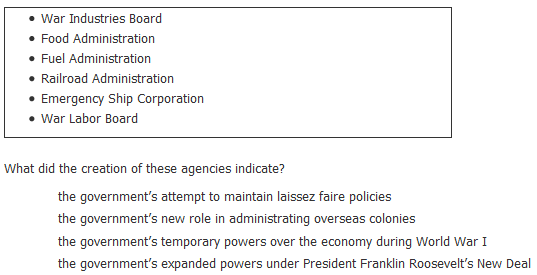 • War Industries Board
• Food Administration
• Fuel Administration
• Railroad Administration
• Emergency Ship Corporation
• War Labor Board
What did the creation of these agencies indicate?
the government's attempt to maintain laissez faire policies
the government's new role in administrating overseas colonies
the government's temporary powers over the economy during World War I
the government's expanded powers under President Franklin Roosevelt's New Deal